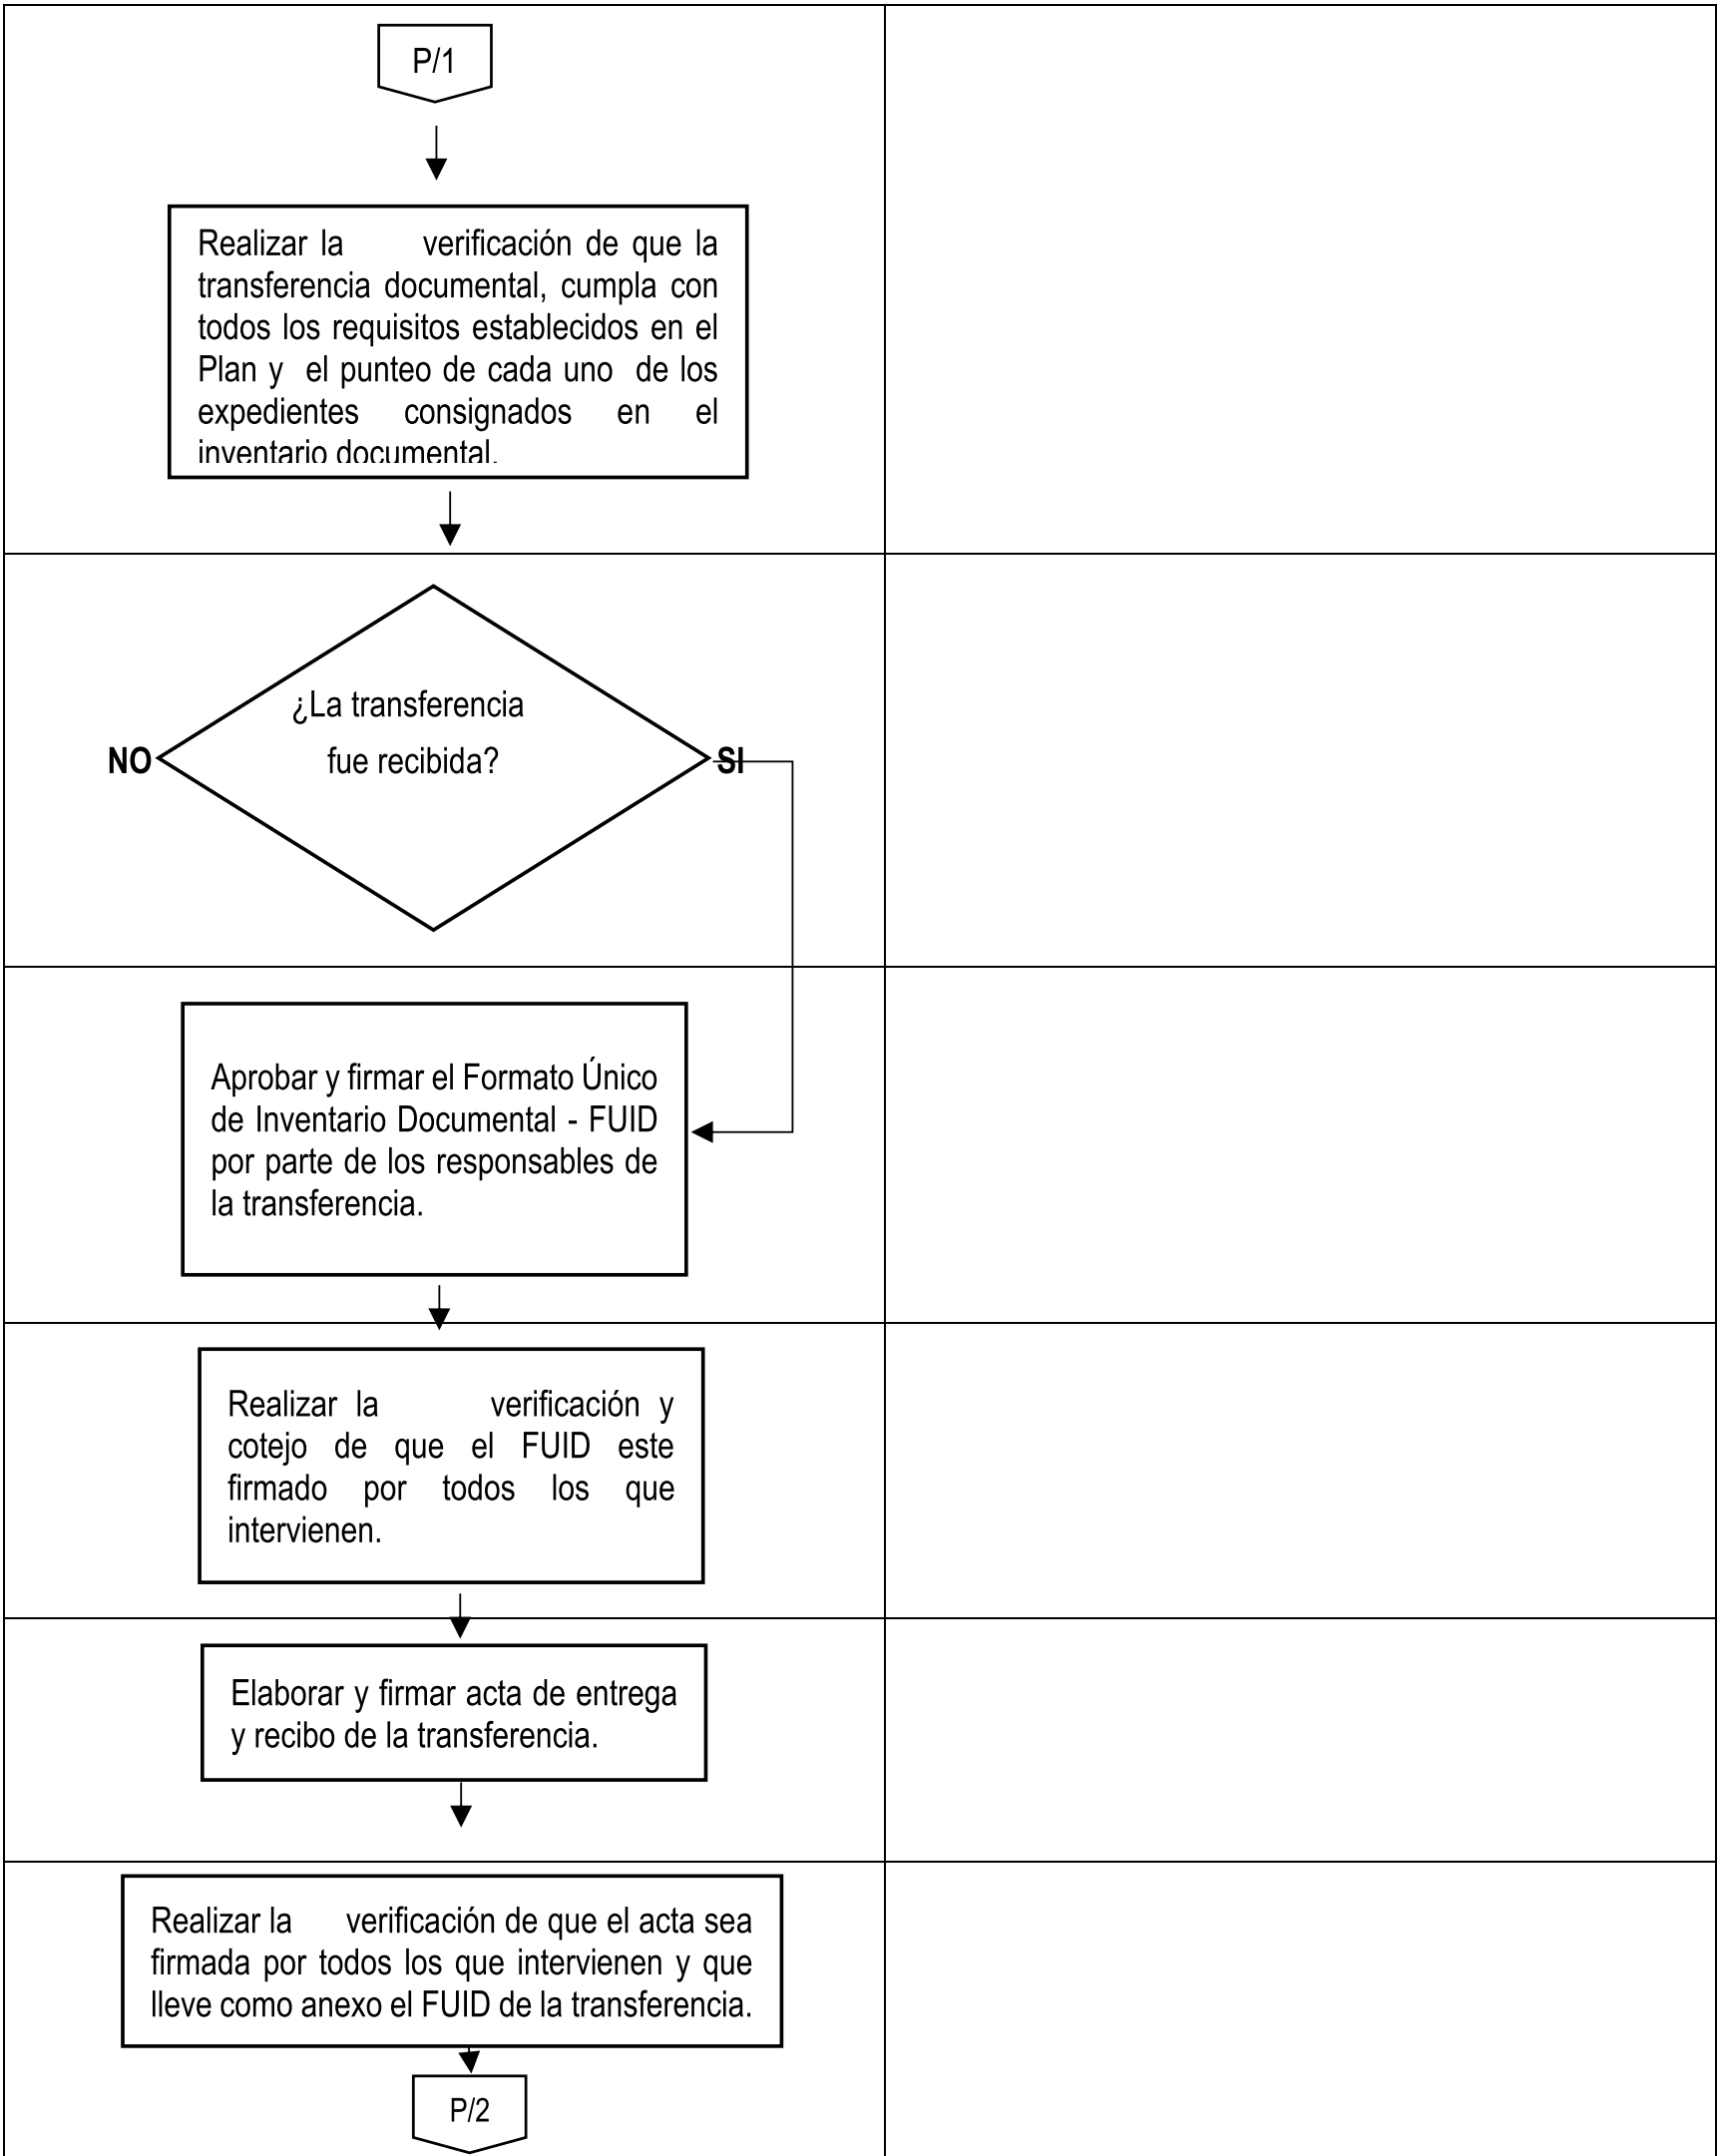 P/1
Realizar la verificación de que la
transferencia documental, cumpla con
todos los requisitos establecidos en el
Plan y el punteo de cada uno de los
expedientes consignados en el
inventario documental.
¿La transferencia
fue recibida?
NO
SI
Aprobar y firmar el Formato Único
de Inventario Documental - FUID
por parte de los responsables de
la transferencia.
Realizar la verificación y
cotejo de que el FUID este
firmado por todos los que
intervienen.
Elaborar y firmar acta de entrega
y recibo de la transferencia.
Realizar la verificación de que el acta sea
firmada por todos los que intervienen y que
lleve como anexo el FUID de la transferencia.
P/2